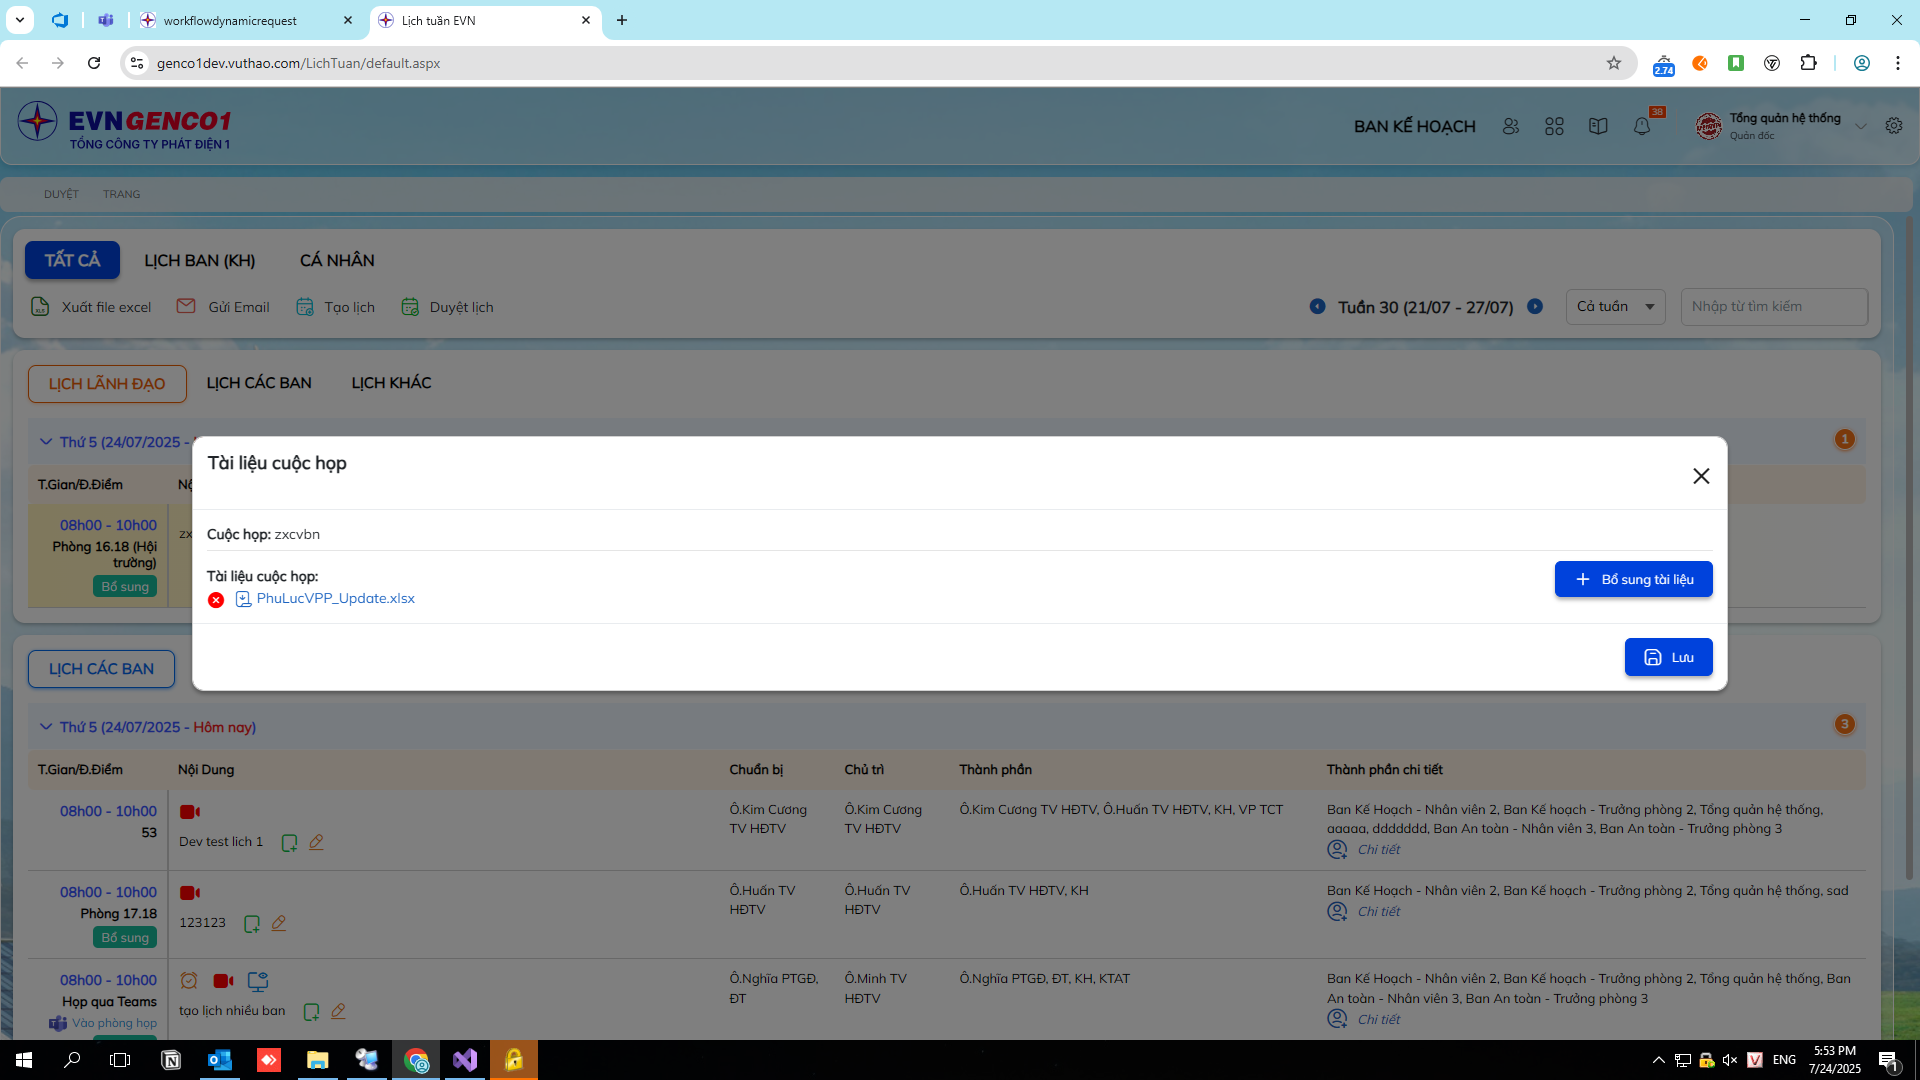 workflowdynamicrequest
Lịch tuần EVN
genco1dev.vuthao.com/LichTuan/default.aspx
2.74
EVNGENCO1
TỔNG CÔNG TY PHÁT ĐIỆN 1
BAN KẾ HOẠCH
38
Tổng quản hệ thống
Quản đốc
DUYỆT
TRANG
TẤT CẢ
LỊCH BAN (KH)
CÁ NHÂN
Xuất file excel
Gửi Email
Tạo lịch
Duyệt lịch
Tuần 30 (21/07 - 27/07)
Cả tuần
Nhập từ tìm kiếm
LỊCH LÃNH ĐẠO
LỊCH CÁC BAN
LỊCH KHÁC
Thứ 5 (24/07/2025 -
1
T.Gian/Đ.Điểm
08h00 - 10h00
Phòng 16.18 (Hội
trường)
Bổ sung
Tài liệu cuộc họp
Cuộc họp: zxcvbn
Tài liệu cuộc họp:
PhuLucVPP_Update.xlsx
Bổ sung tài liệu
Lưu
LỊCH CÁC BAN
Thứ 5 (24/07/2025 - Hôm nay)
3
T.Gian/Đ.Điểm
Nội Dung
Chuẩn bị
Chủ trì
Thành phần
Thành phần chi tiết
08h00 - 10h00
53
Dev test lich 1
Ô.Kim Cương
TV HĐTV
Ô.Kim Cương
TV HĐTV
Ô.Kim Cương TV HĐTV, Ô.Huấn TV HĐTV, KH, VP TCT
Ban Kế Hoạch - Nhân viên 2, Ban Kế hoạch - Trưởng phòng 2, Tổng quản hệ thống,
aaaaa, ddddddd, Ban An toàn - Nhân viên 3, Ban An toàn - Trưởng phòng 3
Chi tiết
08h00 - 10h00
Phòng 17.18
Bổ sung
123123
Ô.Huấn TV
HĐTV
Ô.Huấn TV
HĐTV
Ô.Huấn TV HĐTV, KH
Ban Kế Hoạch - Nhân viên 2, Ban Kế hoạch - Trưởng phòng 2, Tổng quản hệ thống, sad
Chi tiết
08h00 - 10h00
Họp qua Teams
Vào phòng họp
tạo lịch nhiều ban
Ô.Nghĩa PTGĐ,
ĐT
Ô.Minh TV
HĐTV
Ô.Nghĩa PTGĐ, ĐT, KH, KTAT
Ban Kế Hoạch - Nhân viên 2, Ban Kế hoạch - Trưởng phòng 2, Tổng quản hệ thống, Ban
An toàn - Nhân viên 3, Ban An toàn - Trưởng phòng 3
Chi tiết
ENG
5:53 PM
7/24/2025
1